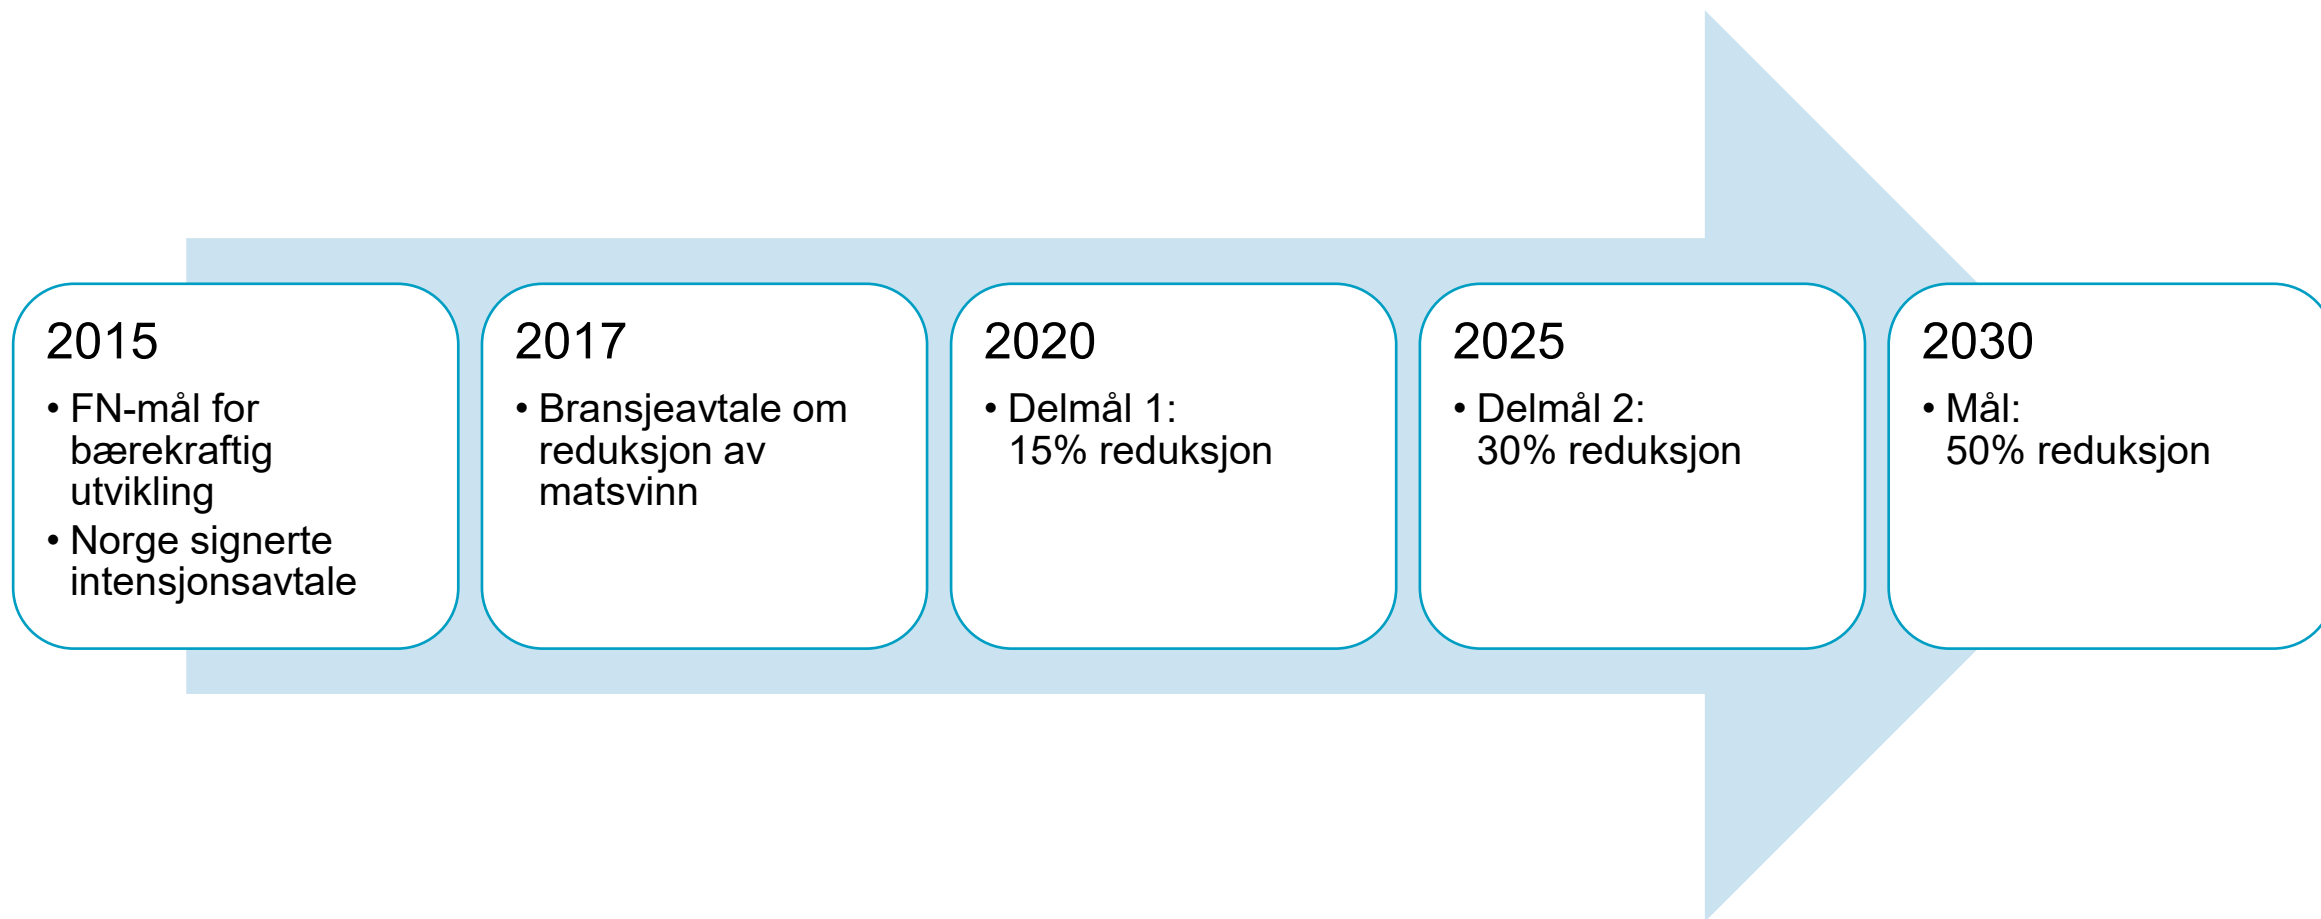 2015
• FN-mål for
bærekraftig
utvikling
• Norge signerte
intensjonsavtale
2017
• Bransjeavtale om
reduksjon av
matsvinn
2020
• Delmål 1:
15% reduksjon
2025
• Delmål 2:
30% reduksjon
2030
• Mål:
50% reduksjon